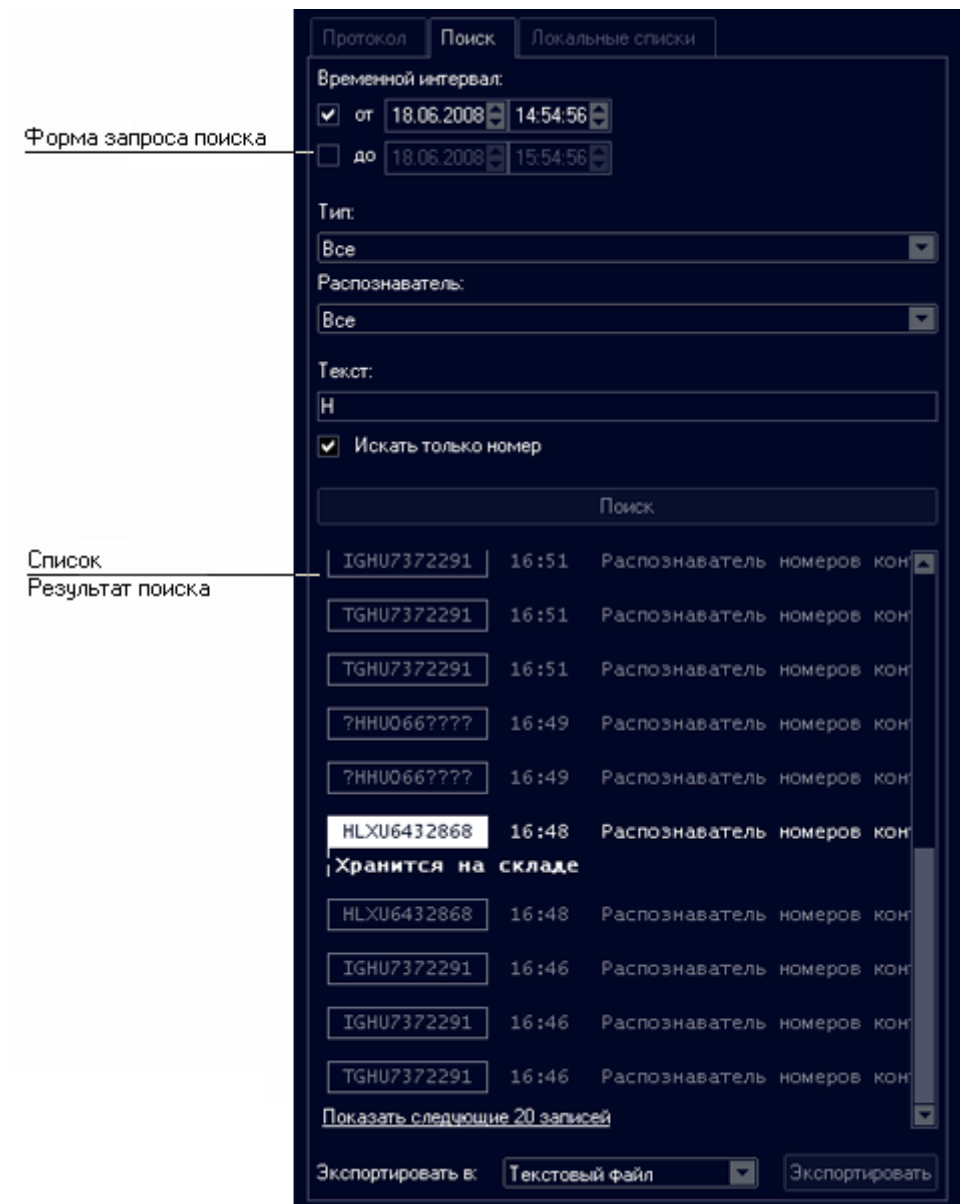 Протокол Поиск Локальные списки
Временной интервал:
от 18.06.2008 14:54:56
Форма запроса поиска
до 18.06.2008 15:54:56
Тип:
Все
Распознаватель:
Все
Текст:
Н
Искать только номер
Поиск
Список
Результат поиска
IGHU7372291 16:51 Распознаватель номеров кон
TGHU7372291 16:51 Распознаватель номеров кон
TGHU7372291 16:51 Распознаватель номеров кон
?HHU066???? 16:49 Распознаватель номеров кон
?HHU066???? 16:49 Распознаватель номеров кон
HLXU6432868 16:48 Распознаватель номеров кон
Хранится на складе
HLXU6432868 16:48 Распознаватель номеров кон
IGHU7372291 16:46 Распознаватель номеров кон
IGHU7372291 16:46 Распознаватель номеров кон
TGHU7372291 16:46 Распознаватель номеров кон
Показать следующие 20 записей
Экспортировать в: Текстовый файл Экспортировать